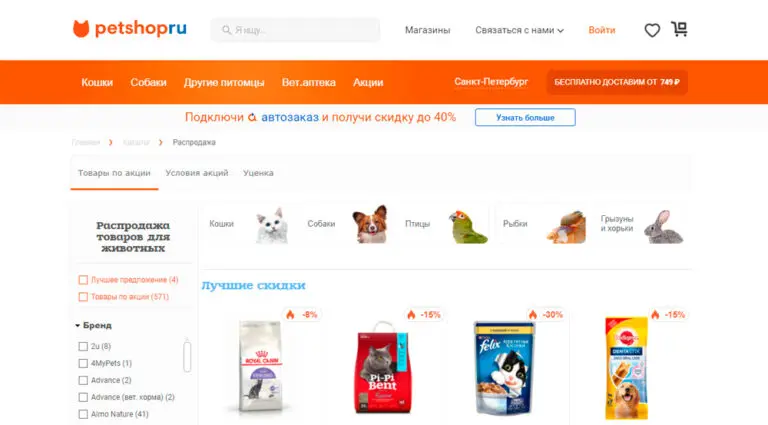 petshopru
Я ищу...
Магазины
Связаться с нами
Войти
Кошки
Собаки
Другие питомцы
Вет.аптека
Акции
Санкт-Петербург
БЕСПЛАТНО ДОСТАВИМ ОТ 749 ₽
Подключи автозаказ и получи скидку до 40%
Узнать больше
Главная
Каталог
Распродажа
Товары по акции
Условия акций
Уценка
Распродажа
товаров для
животных
Кошки
Собаки
Птицы
Рыбки
Грызуны
и хорьки
Лучшее предложение (4)
Товары по акции (571)
Бренд
2u (8)
4MyPets (1)
Advance (2)
Advance (вет. корма) (2)
Almo Nature (41)
Лучшие скидки
-8%
-15%
-30%
-15%
ROYAL CANIN
Pi-Pi
Bent
felix
Pedigree
DENTASTIX